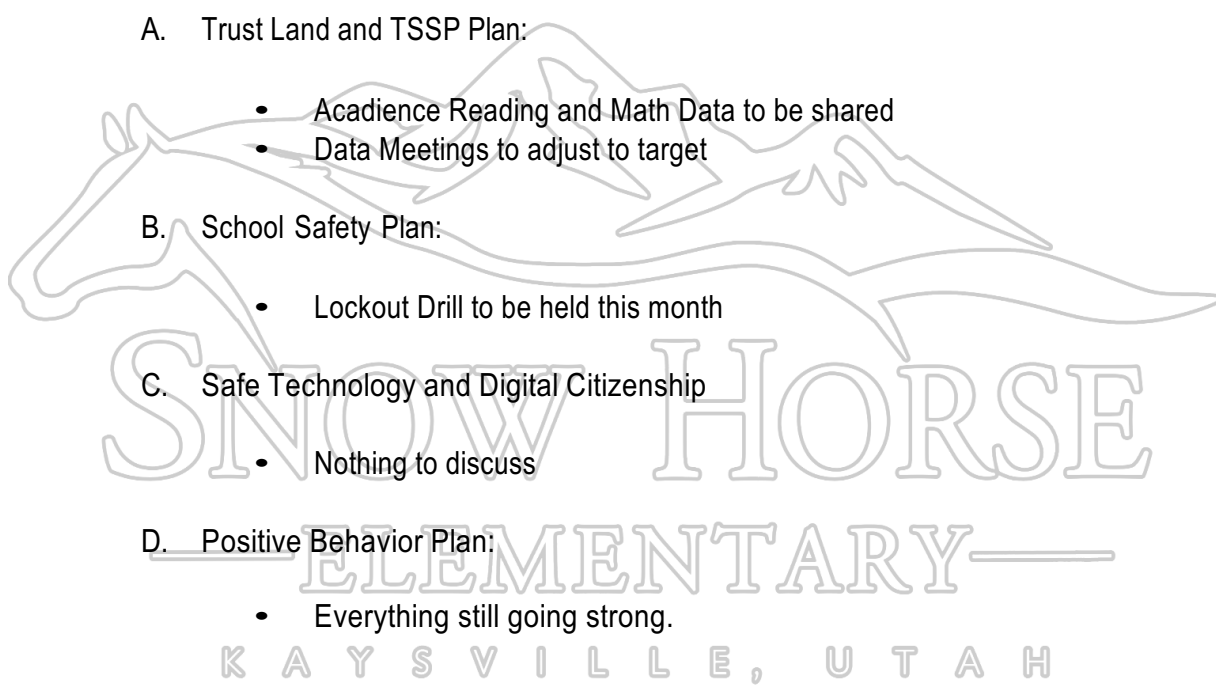 A. Trust Land and TSSP Plan:
• Acadience Reading and Math Data to be shared
• Data Meetings to adjust to target
B. School Safety Plan:
• Lockout Drill to be held this month
C. Safe Technology and Digital Citizenship
• Nothing to discuss
D. Positive Behavior Plan:
• Everything still going strong.
SNOW HORSE
ELEMENTARY
KAYSVILLE, UTAH